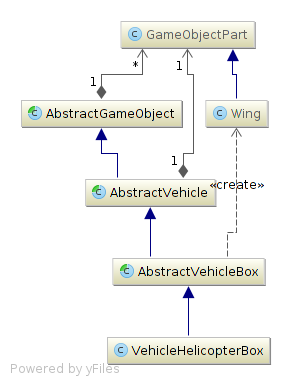 C GameObjectPart
*
1
1
C AbstractGameObject
C Wing
1
«create»
C AbstractVehicle
C AbstractVehicleBox
C VehicleHelicopterBox
Powered by yFiles